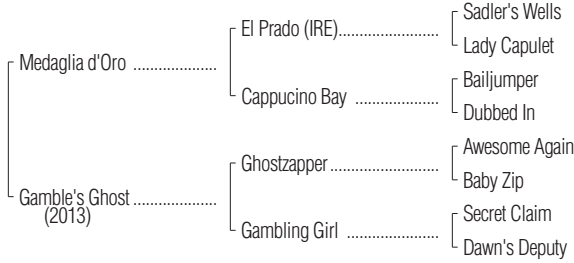 Sadler's Wells
El Prado (IRE)....................
Lady Capulet
Medaglia d'Oro .................
Bailjumper
Cappucino Bay .................
Dubbed In
Awesome Again
Ghostzapper......................
Baby Zip
Gamble's Ghost .................
(2013)
Secret Claim
Gambling Girl ...................
Dawn's Deputy